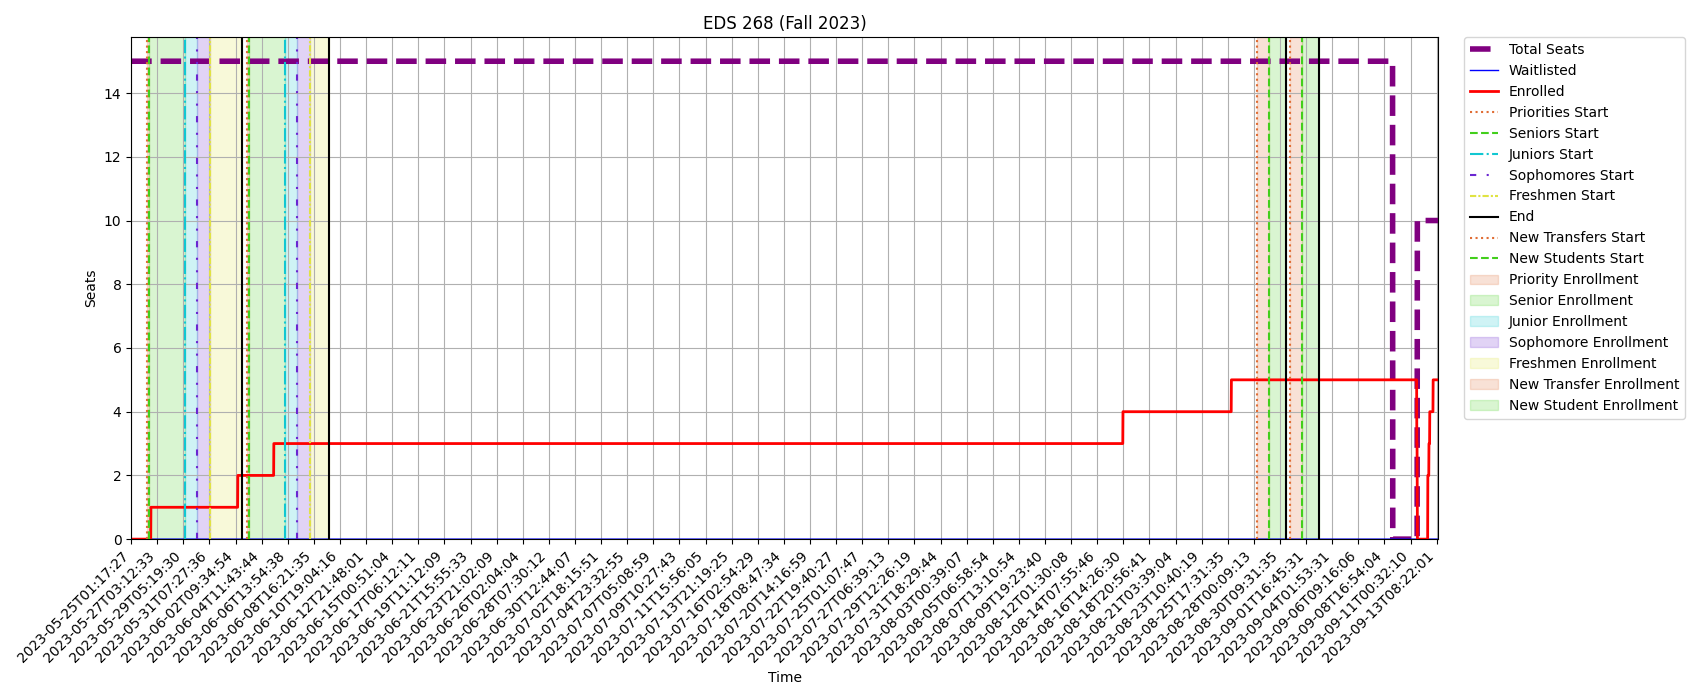 EDS 268 (Fall 2023)
Seats
14
12
10
8
6
4
2
0
2023-05-25T01:17:27
2023-05-27T03:12:33
2023-05-29T05:19:30
2023-05-31T07:27:36
2023-06-02T09:34:54
2023-06-04T11:43:44
2023-06-06T13:54:38
2023-06-08T16:21:35
2023-06-10T19:04:16
2023-06-12T21:48:01
2023-06-15T00:51:04
2023-06-17T06:12:11
2023-06-19T11:12:09
2023-06-21T15:55:33
2023-06-23T21:02:09
2023-06-26T02:04:04
2023-06-28T07:30:12
2023-06-30T12:44:07
2023-07-02T18:15:51
2023-07-04T23:32:55
2023-07-07T05:08:59
2023-07-09T10:27:43
2023-07-11T15:56:05
2023-07-13T21:19:25
2023-07-16T02:54:29
2023-07-18T08:47:34
2023-07-20T14:16:59
2023-07-22T19:40:27
2023-07-25T01:07:47
2023-07-27T06:39:13
2023-07-29T12:26:19
2023-07-31T18:29:44
2023-08-03T00:39:07
2023-08-05T06:58:54
2023-08-07T13:10:54
2023-08-09T19:23:40
2023-08-12T01:30:08
2023-08-14T07:55:46
2023-08-16T14:26:30
2023-08-18T20:56:41
2023-08-21T03:39:04
2023-08-23T10:40:19
2023-08-25T17:31:35
2023-08-28T00:09:13
2023-08-30T09:31:35
2023-09-01T16:45:31
2023-09-04T01:53:31
2023-09-06T09:16:06
2023-09-08T16:54:04
2023-09-11T00:32:10
2023-09-13T08:22:01
Time
Total Seats
Waitlisted
Enrolled
Priorities Start
Seniors Start
Juniors Start
Sophomores Start
Freshmen Start
End
New Transfers Start
New Students Start
Priority Enrollment
Senior Enrollment
Junior Enrollment
Sophomore Enrollment
Freshmen Enrollment
New Transfer Enrollment
New Student Enrollment